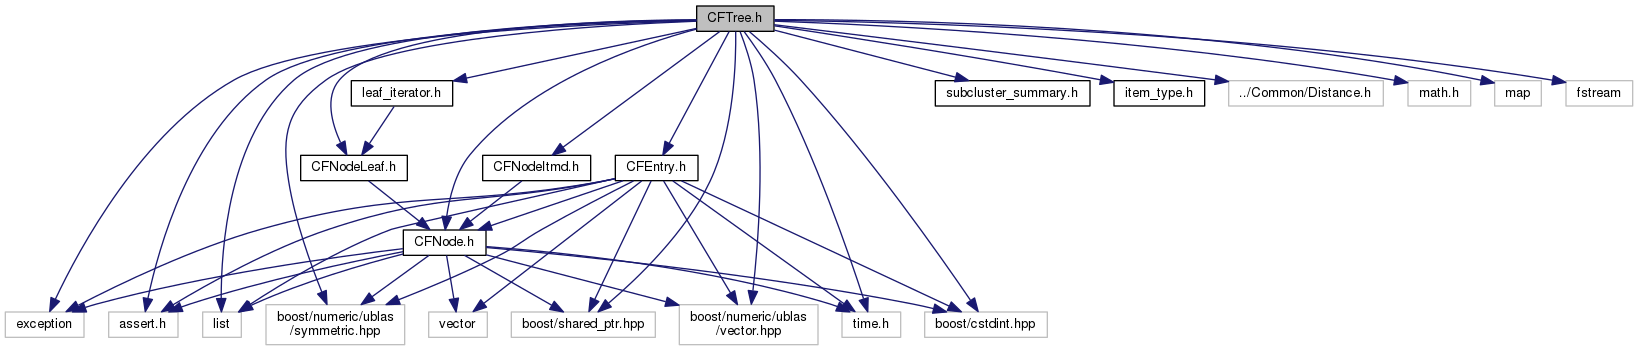 CFTree.h
leaf_iterator.h
subcluster_summary.h
item_type.h
../Common/Distance.h
math.h
map
fstream
CFNodeLeaf.h
CFNodeItmd.h
CFEntry.h
CFNode.h
exception
assert.h
list
boost/numeric/ublas
/symmetric.hpp
vector
boost/shared_ptr.hpp
boost/numeric/ublas
/vector.hpp
time.h
boost/cstdint.hpp